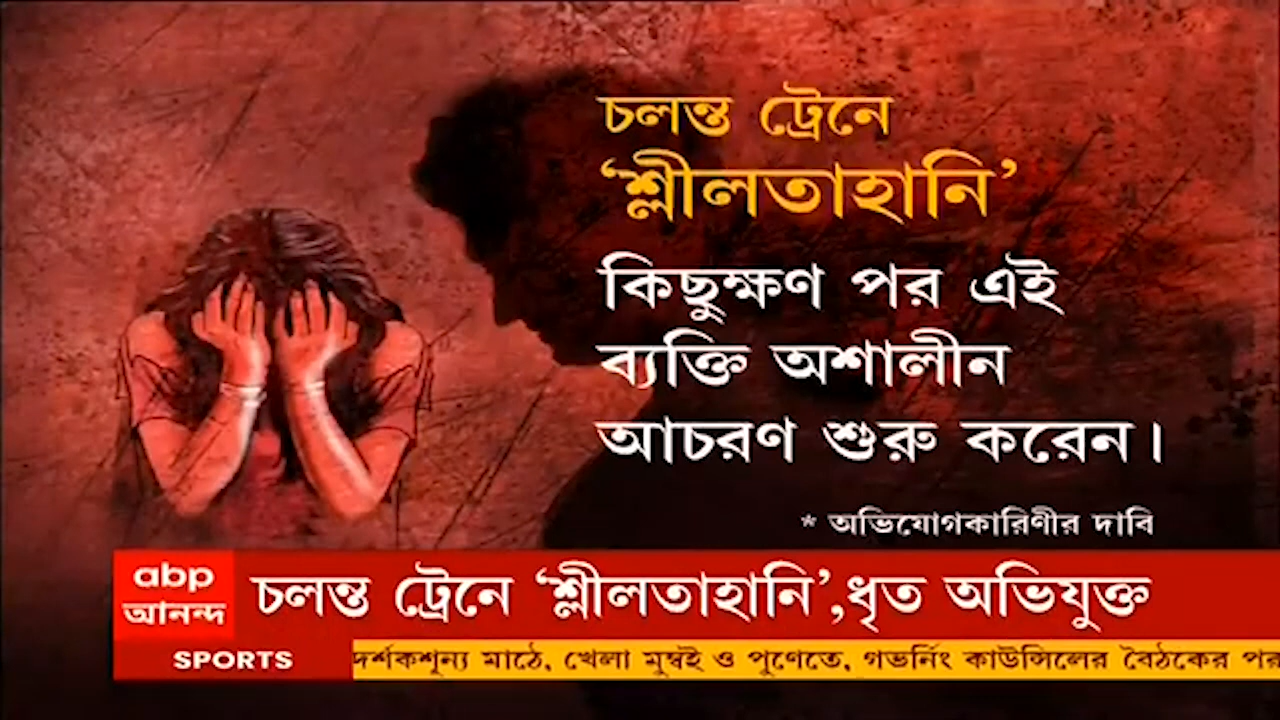 চলন্ত ট্রেনে
‘শ্লীলতাহানি’
কিছুক্ষণ পর এই
ব্যক্তি অশালীন
আচরণ শুরু করেন।
* অভিযোগকারিণীর দাবি
abp
আনন্দ
চলন্ত ট্রেনে ‘শ্লীলতাহানি’,ধৃত অভিযুক্ত
SPORTS
দর্শকশূন্য মাঠে, খেলা মুম্বই ও পুণেতে, গভর্নিং কাউন্সিলের বৈঠকের পর